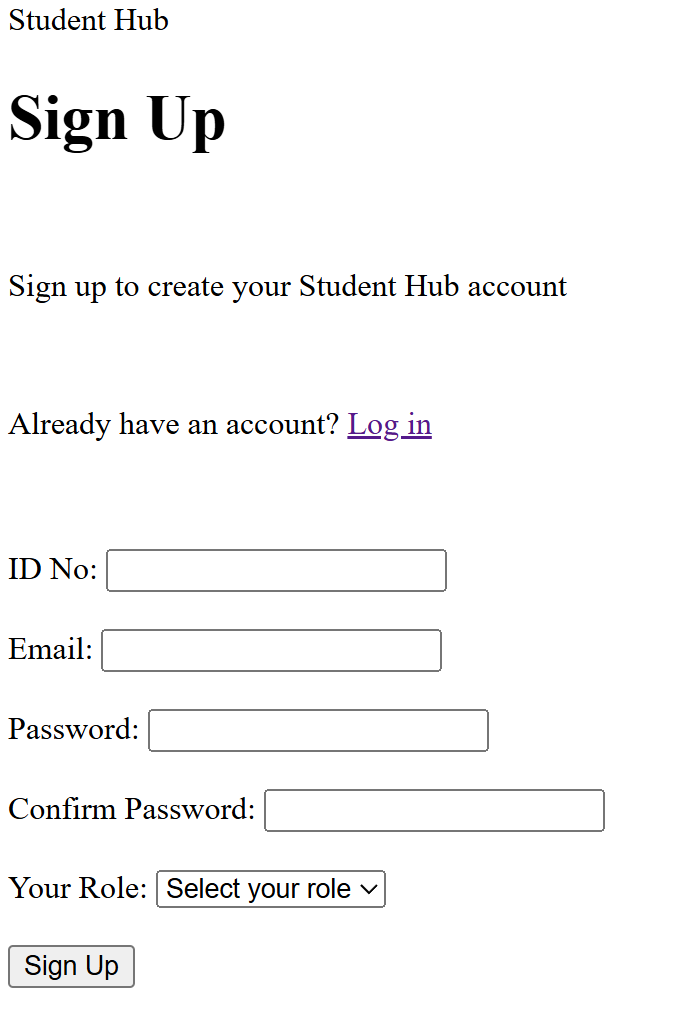 Student Hub
Sign Up
Sign up to create your Student Hub account
Already have an account? Log in
ID No:
Email:
Password:
Confirm Password:
Your Role: Select your role
Sign Up